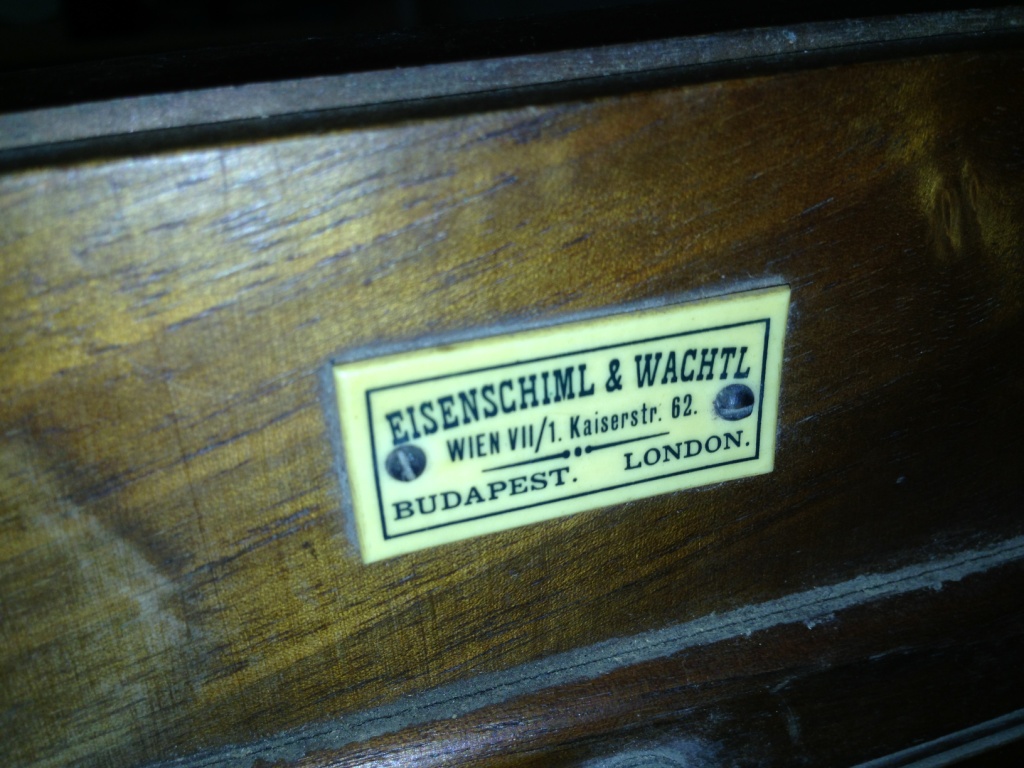 EISENSCHIML & WACHTL
WIEN VII/1. Kaiserstr. 62.
BUDAPEST. LONDON.